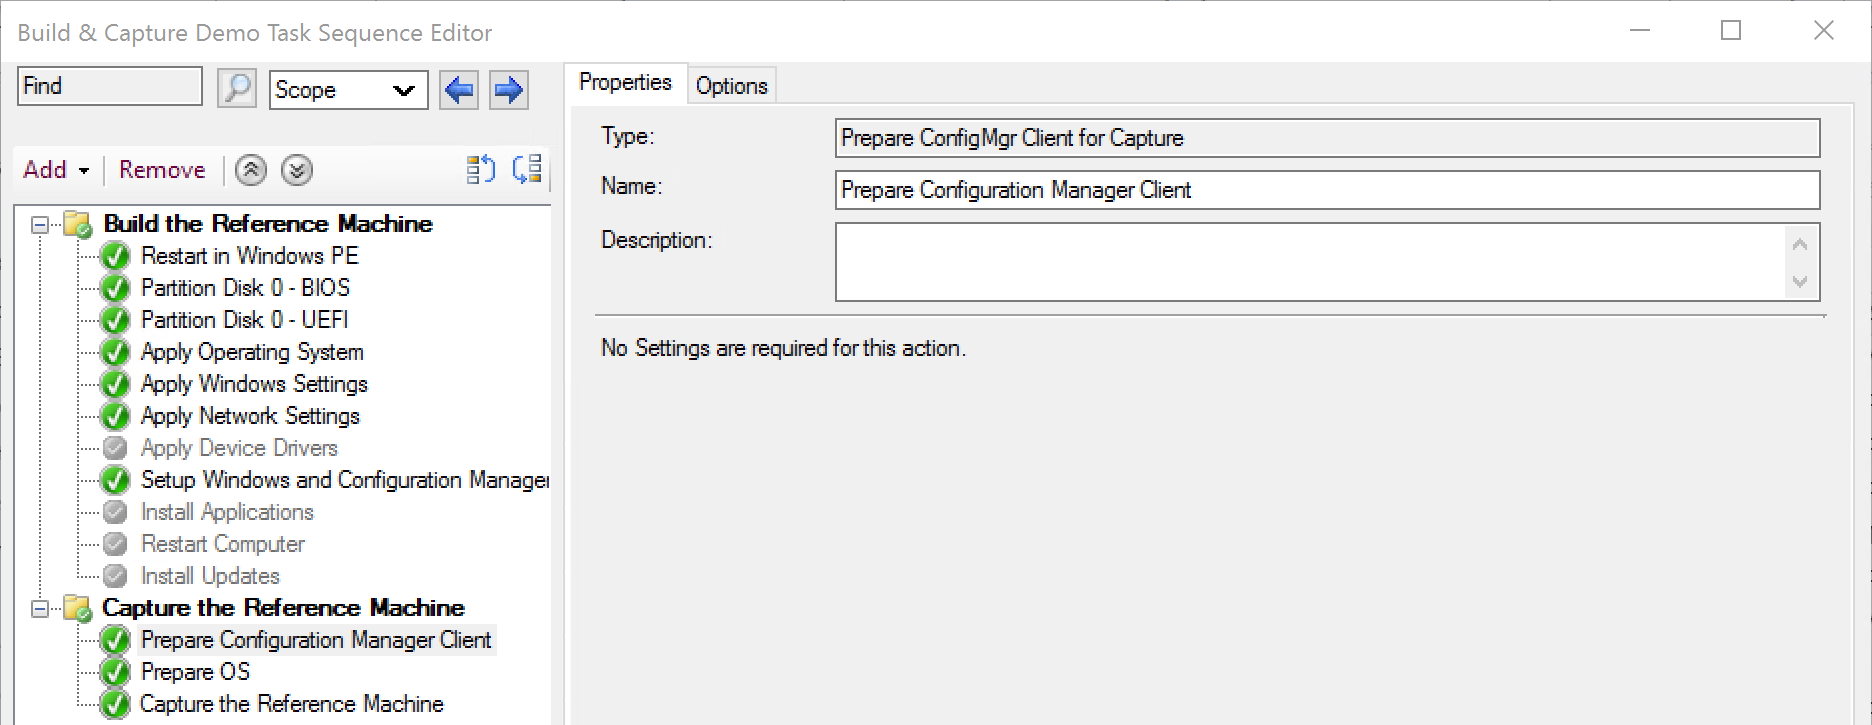 Build & Capture Demo Task Sequence Editor
Find
Scope
Add
Remove
Build the Reference Machine
Restart in Windows PE
Partition Disk 0 - BIOS
Partition Disk 0 - UEFI
Apply Operating System
Apply Windows Settings
Apply Network Settings
Apply Device Drivers
Setup Windows and Configuration Manager
Install Applications
Restart Computer
Install Updates
Capture the Reference Machine
Prepare Configuration Manager Client
Prepare OS
Capture the Reference Machine
Properties
Options
Type:
Prepare ConfigMgr Client for Capture
Name:
Prepare Configuration Manager Client
Description:
No Settings are required for this action.